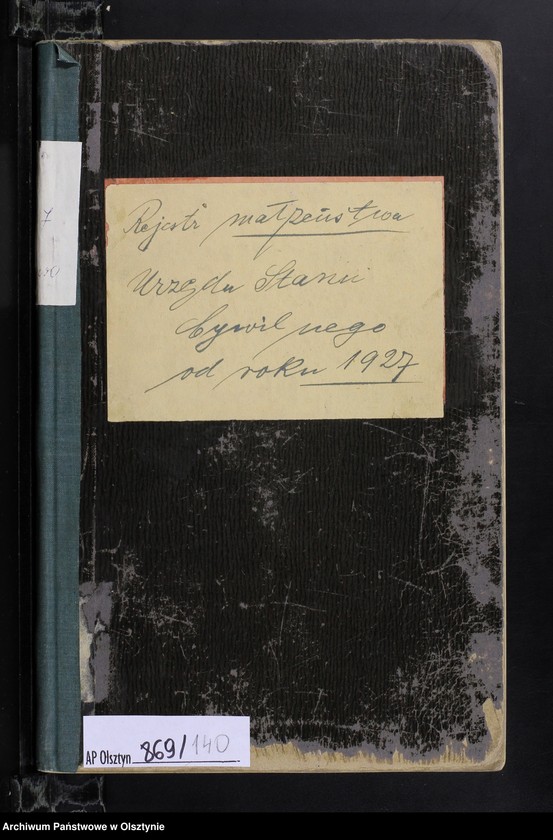 Rejestr małżeństwa
Urzędu Stanu
Cywilnego
od roku 1927
AP Olsztyn 869/140
Archiwum Państwowe w Olsztynie